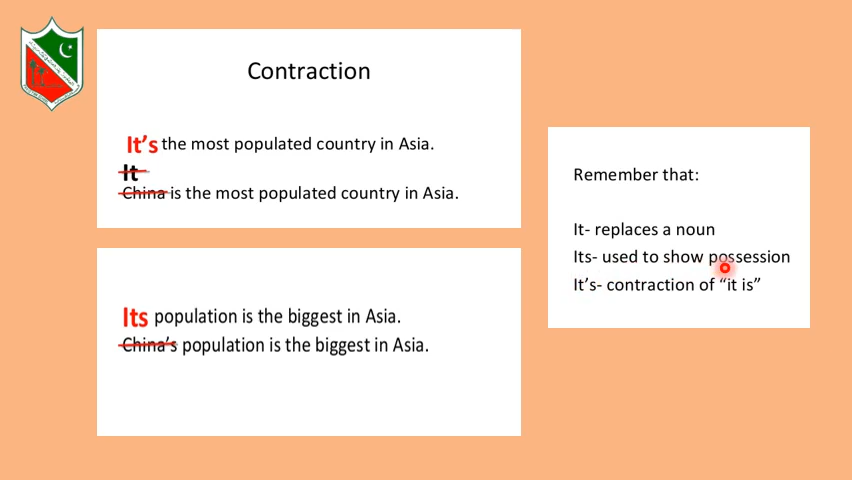 Contraction
It's the most populated country in Asia.
It
China is the most populated country in Asia.
Its population is the biggest in Asia.
China's population is the biggest in Asia.
Remember that:
It- replaces a noun
Its- used to show possession
It's- contraction of “it is”